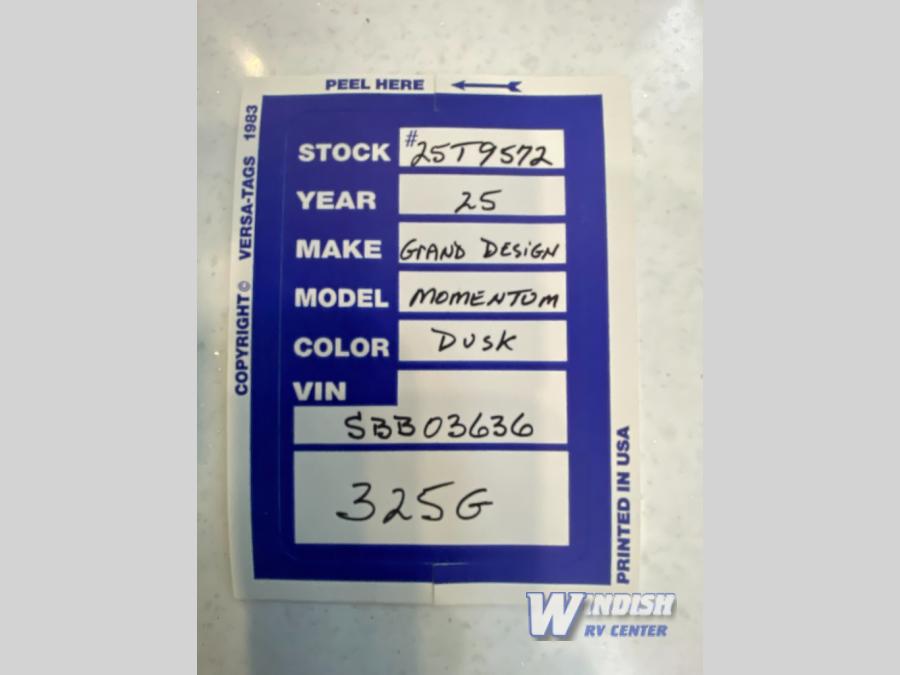 PEEL HERE
COPYRIGHT © VERSA-TAGS 1983
STOCK #25T9572
YEAR 25
MAKE GRAND DESIGN
MODEL MOMENTUM
COLOR DUSK
VIN
SBB03636
325G
PRINTED IN USA
WINDISH
RV CENTER